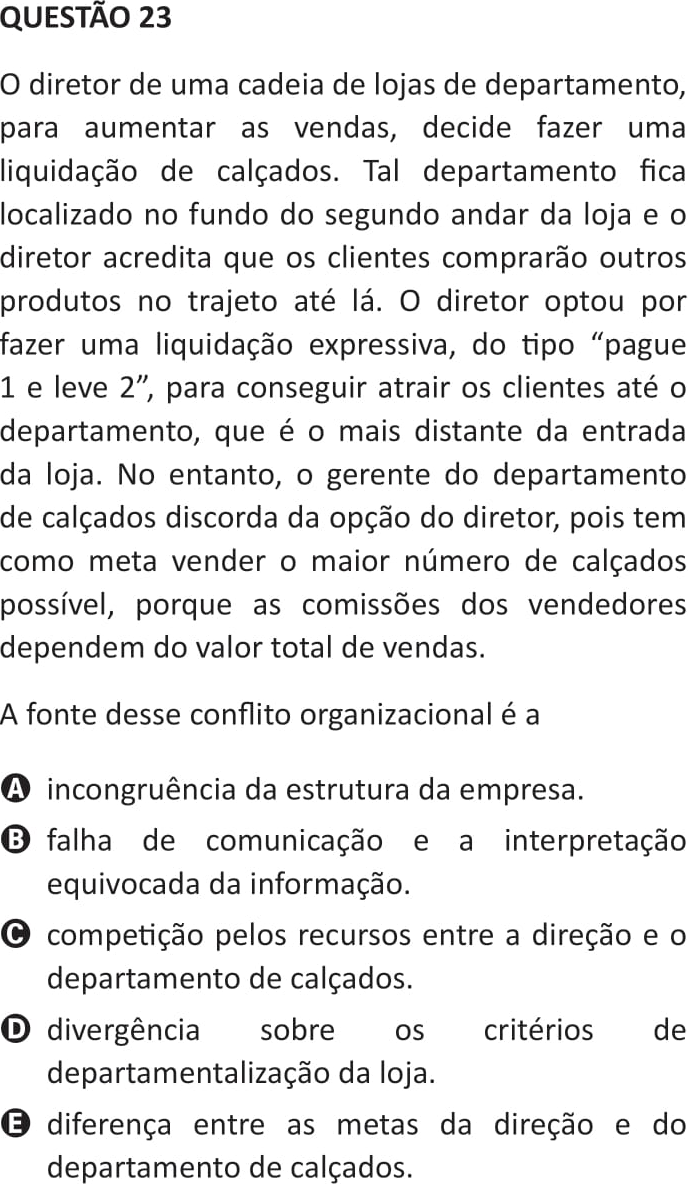 QUESTÃO 23
O diretor de uma cadeia de lojas de departamento,
para aumentar as vendas, decide fazer uma
liquidação de calçados. Tal departamento fica
localizado no fundo do segundo andar da loja e o
diretor acredita que os clientes comprarão outros
produtos no trajeto até lá. O diretor optou por
fazer uma liquidação expressiva, do tipo “pague
1 e leve 2”, para conseguir atrair os clientes até o
departamento, que é o mais distante da entrada
da loja. No entanto, o gerente do departamento
de calçados discorda da opção do diretor, pois tem
como meta vender o maior número de calçados
possível, porque as comissões dos vendedores
dependem do valor total de vendas.
A fonte desse conflito organizacional é a
A incongruência da estrutura da empresa.
B falha de comunicação e a interpretação
equivocada da informação.
C competição pelos recursos entre a direção e o
departamento de calçados.
D divergência sobre os critérios de
departamentalização da loja.
E diferença entre as metas da direção e do
departamento de calçados.